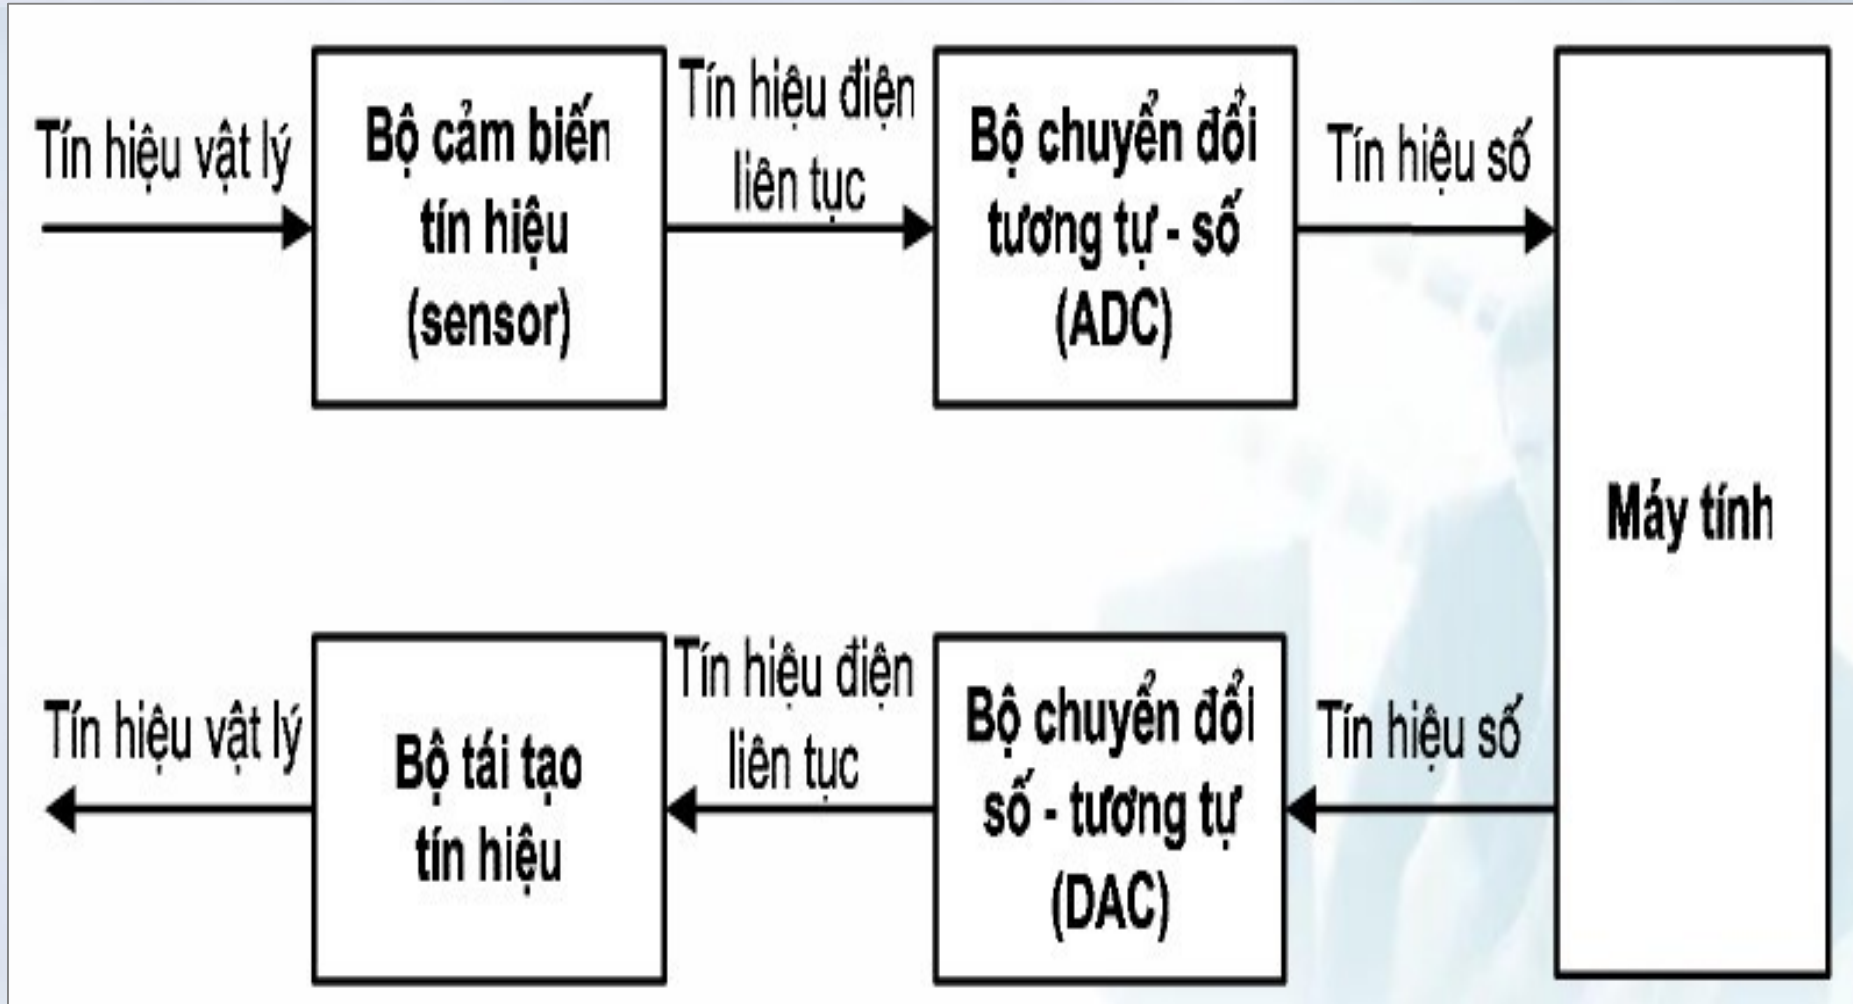 Tín hiệu vật lý
Bộ cảm biến
tín hiệu
(sensor)
Tín hiệu điện
liên tục
Bộ chuyển đổi
tương tự - số
(ADC)
Tín hiệu số
Máy tính
Tín hiệu vật lý
Bộ tái tạo
tín hiệu
Tín hiệu điện
liên tục
Bộ chuyển đổi
số - tương tự
(DAC)
Tín hiệu số